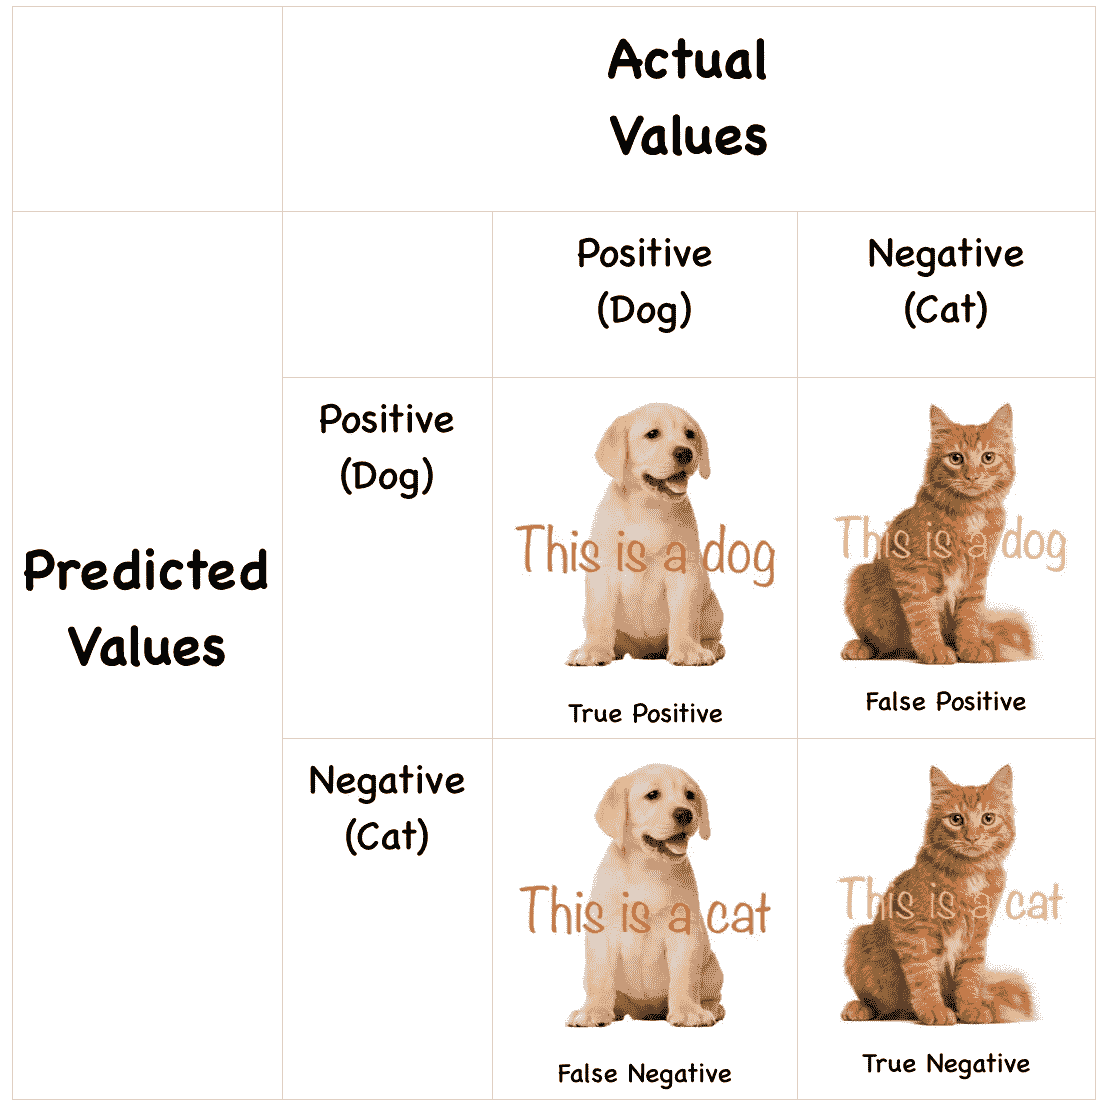 Actual
Values
Positive
(Dog)
Negative
(Cat)
Predicted
Values
Positive
(Dog)
This is a dog
True Positive
This is a dog
False Positive
Negative
(Cat)
This is a cat
False Negative
This is a cat
True Negative